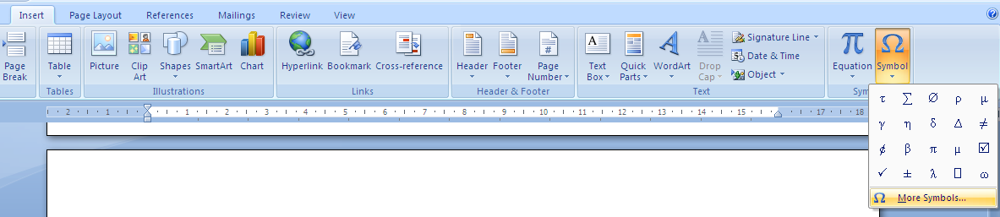 Insert Page Layout References Mailings Review View
Page Break
Table
Picture
Clip Art
Shapes
SmartArt
Chart
Hyperlink
Bookmark
Cross-reference
Header
Footer
Page Number
Text Box
Quick Parts
WordArt
Drop Cap
Signature Line
Date & Time
Object
Equation
Symbol
Tables
Illustrations
Links
Header & Footer
Text
Sym
2 1 1 2 3 4 5 6 7 8 9 10 11 12 13 14 15 17 18
τ ∑ Ø ρ μ
γ η δ Δ ≠
β π μ ☑
✓ ± λ ω
Ω More Symbols...